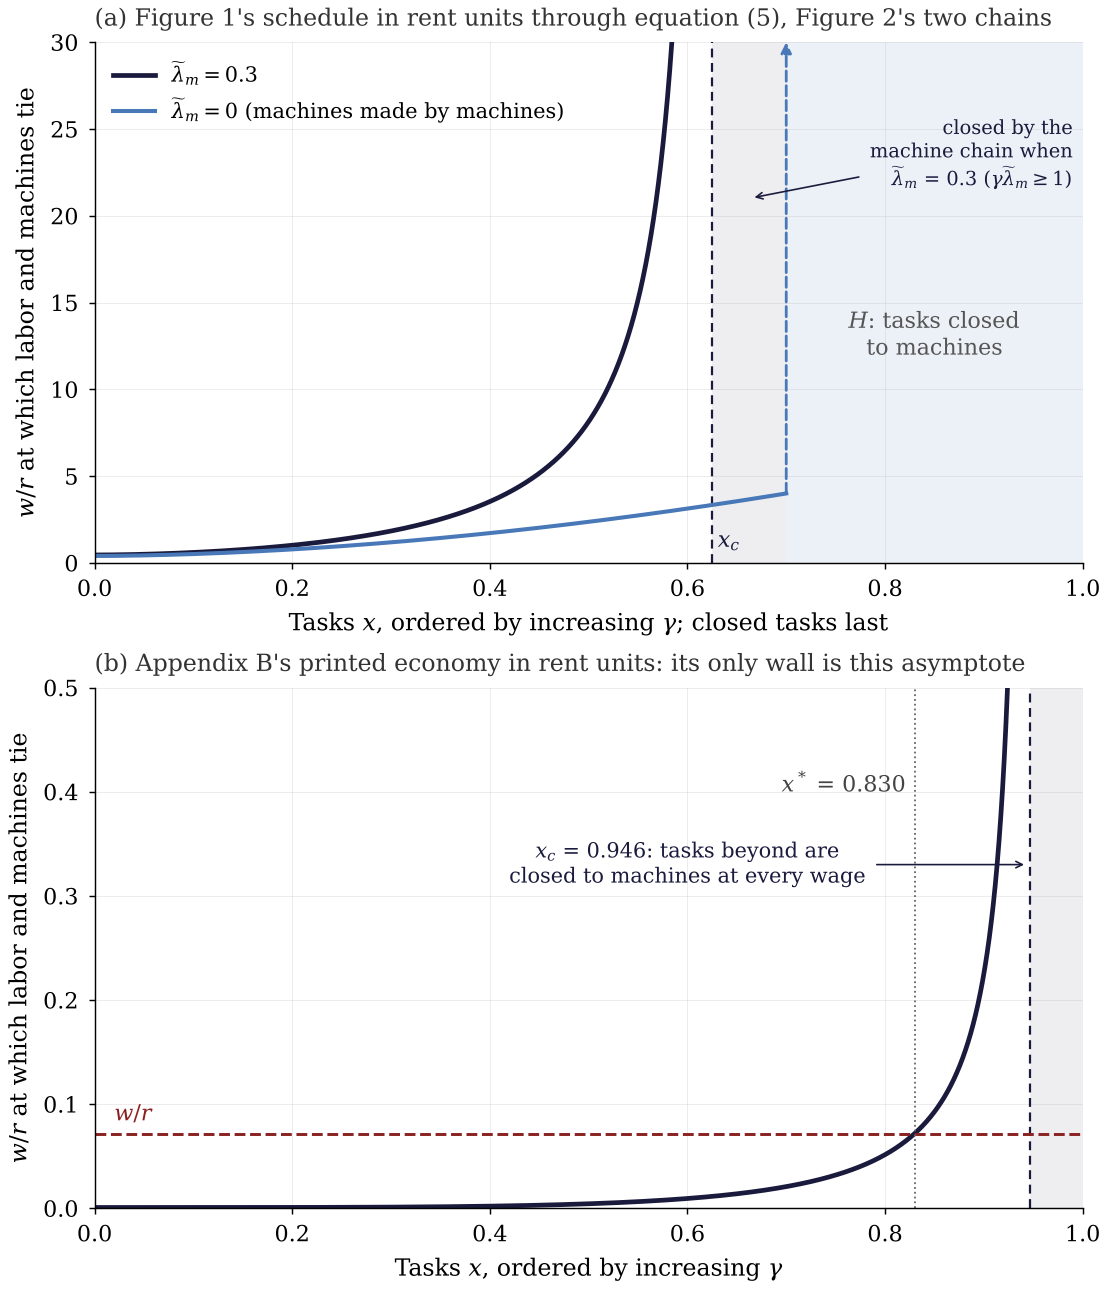 (a) Figure 1's schedule in rent units through equation (5), Figure 2's two chains
w/r at which labor and machines tie
30
25
20
15
10
5
0
λ̃ₘ = 0.3
λ̃ₘ = 0 (machines made by machines)
closed by the
machine chain when
λ̃ₘ = 0.3 (γλ̃ₘ ≥ 1)
H: tasks closed
to machines
x_c
0.0 0.2 0.4 0.6 0.8 1.0
Tasks x, ordered by increasing γ; closed tasks last
(b) Appendix B's printed economy in rent units: its only wall is this asymptote
w/r at which labor and machines tie
0.5
0.4
0.3
0.2
0.1
0.0
x* = 0.830
x_c = 0.946: tasks beyond are
closed to machines at every wage
w/r
0.0 0.2 0.4 0.6 0.8 1.0
Tasks x, ordered by increasing γ